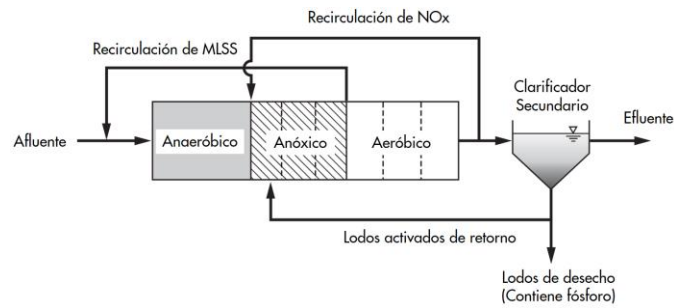 Recirculación de NOx
Recirculación de MLSS
Clarificador
Secundario
Afluente
Anaeróbico
Anóxico
Aeróbico
Efluente
Lodos activados de retorno
Lodos de desecho
(Contiene fósforo)